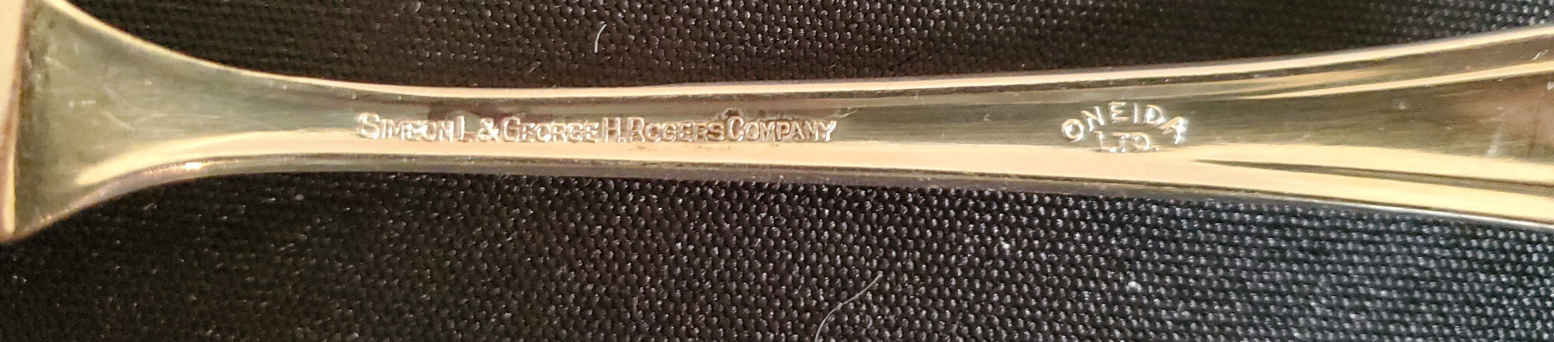 SIMEON L. & GEORGE H. ROGERS COMPANY
ONEIDA
LTD.